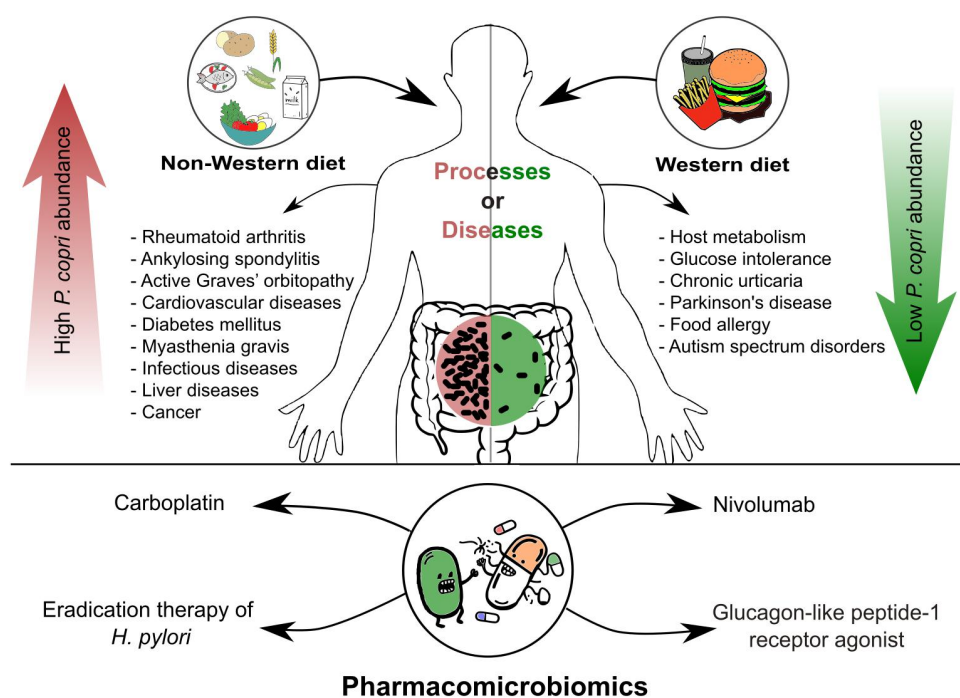 milk
Non-Western diet
Western diet
High P. copri abundance
Low P. copri abundance
Processes
or
Diseases
- Rheumatoid arthritis
- Ankylosing spondylitis
- Active Graves’ orbitopathy
- Cardiovascular diseases
- Diabetes mellitus
- Myasthenia gravis
- Infectious diseases
- Liver diseases
- Cancer
- Host metabolism
- Glucose intolerance
- Chronic urticaria
- Parkinson's disease
- Food allergy
- Autism spectrum disorders
Carboplatin
Nivolumab
Eradication therapy of
H. pylori
Glucagon-like peptide-1
receptor agonist
Pharmacomicrobiomics